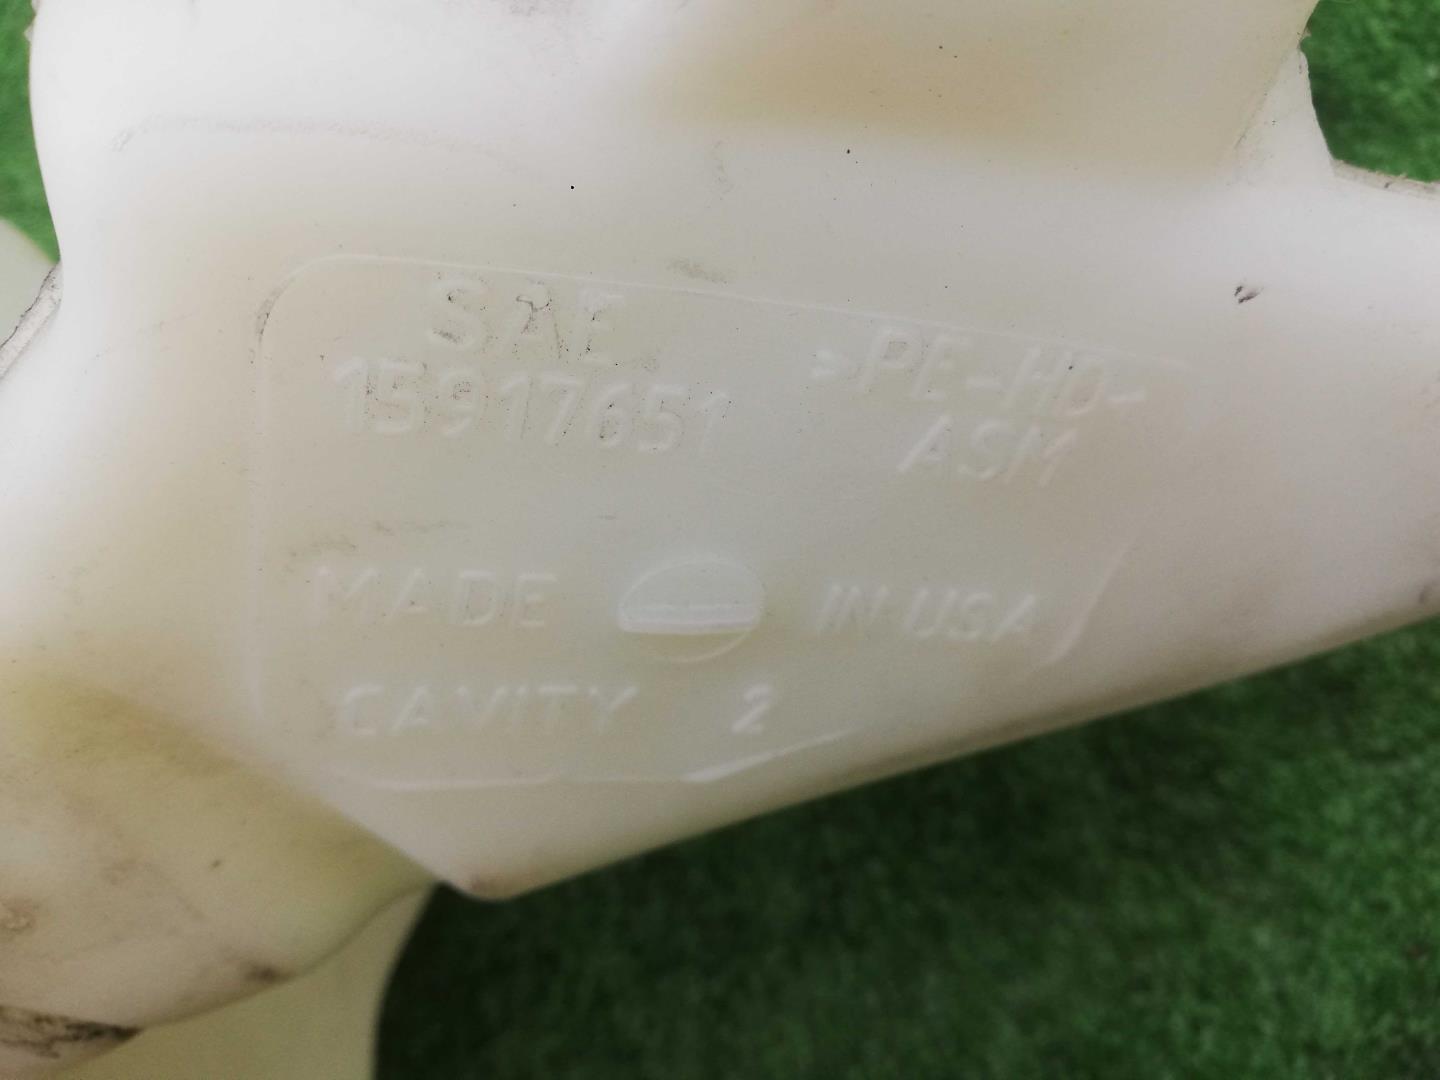 SAE
15917651
>PE-HD-
ASM
MADE IN USA
CAVITY 2